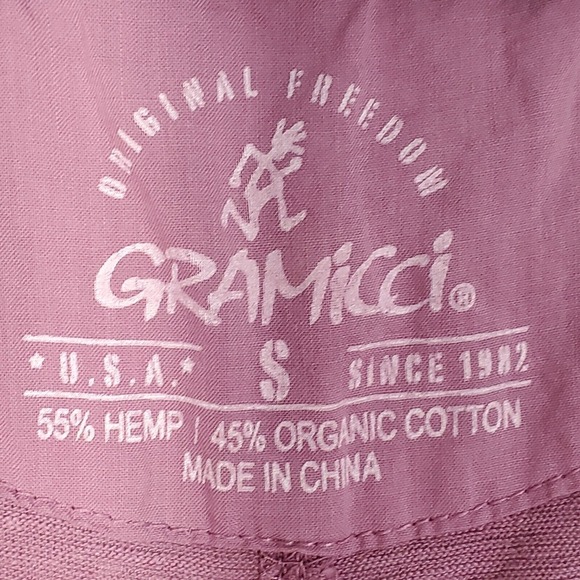 ORIGINAL FREEDOM
GRAMiCCi®
* U.S.A.* S SINCE 1982
55% HEMP | 45% ORGANIC COTTON
MADE IN CHINA